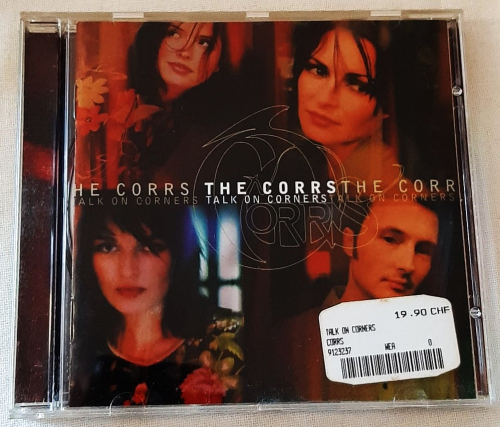 HE CORRS THE CORRS THE CORR
TALK ON CORNERS TALK ON CORNERS TALK ON CORNERS
CORRS
19.90 CHF
TALK ON CORNERS
CORRS
9123237 WEA 0